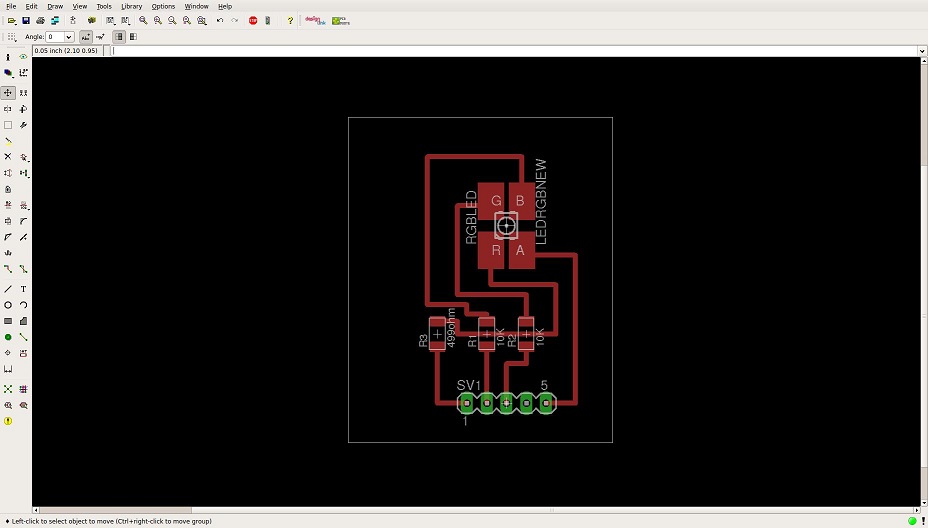 File Edit Draw View Tools Library Options Window Help
Angle: 0
0.05 inch (2.10 0.95)
RGBLED
G B
R A
LEDRGBNEW
R3
499ohm
R1
10K
R2
10K
SV1 5
1
Left-click to select object to move (Ctrl+right-click to move group)